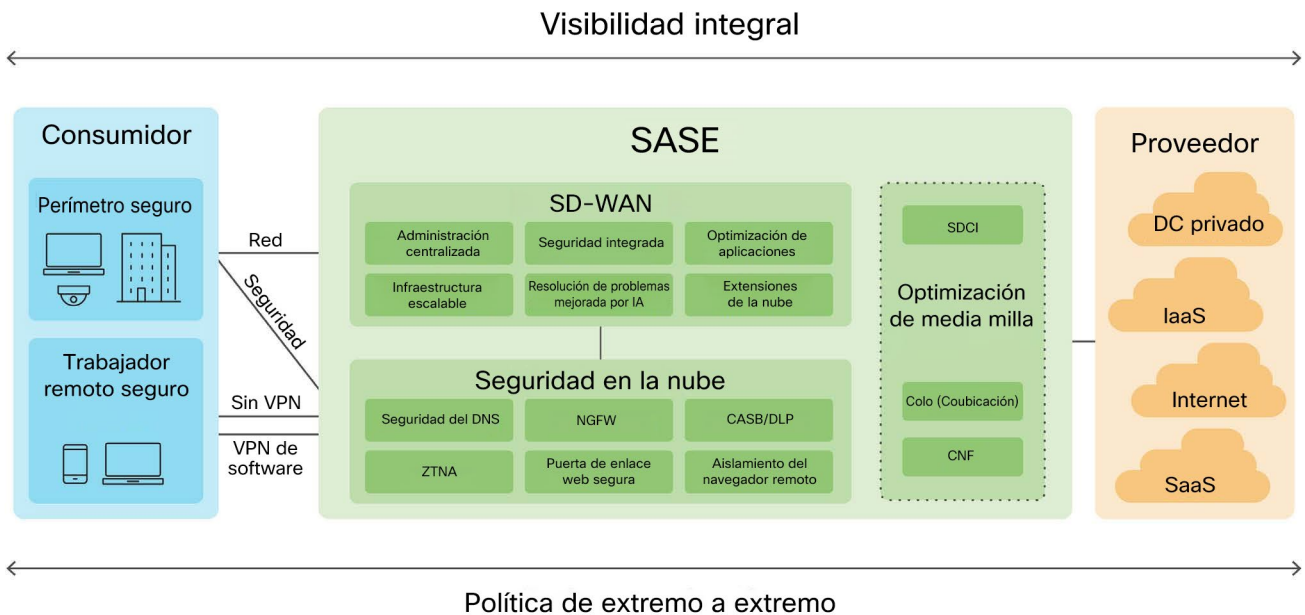 Visibilidad integral
Consumidor
Perímetro seguro
Trabajador
remoto seguro
Red
Seguridad
Sin VPN
VPN de
software
SASE
SD-WAN
Administración
centralizada
Seguridad integrada
Optimización de
aplicaciones
Infraestructura
escalable
Resolución de problemas
mejorada por IA
Extensiones
de la nube
Seguridad en la nube
Seguridad del DNS
NGFW
CASB/DLP
ZTNA
Puerta de enlace
web segura
Aislamiento del
navegador remoto
SDCI
Optimización
de media milla
Colo (Coubicación)
CNF
Proveedor
DC privado
IaaS
Internet
SaaS
Política de extremo a extremo